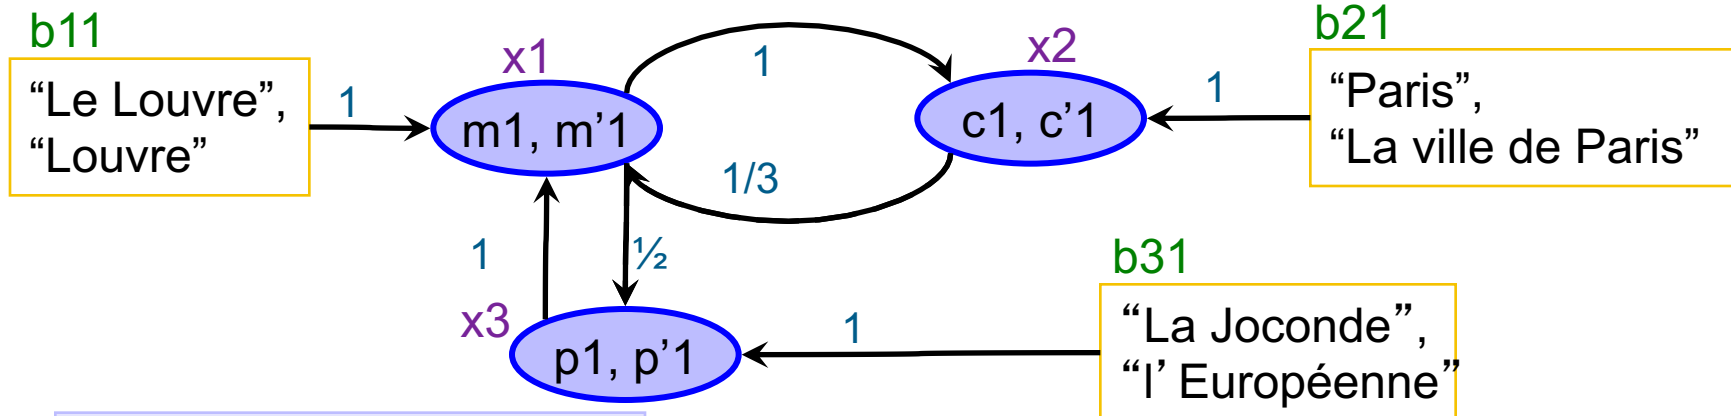 b11
“Le Louvre”,
“Louvre”
1
x1
m1, m’1
1
1/3
x2
c1, c’1
1
b21
“Paris”,
“La ville de Paris”
1
½
x3
p1, p’1
1
b31
“La Joconde”,
“l’ Européenne”